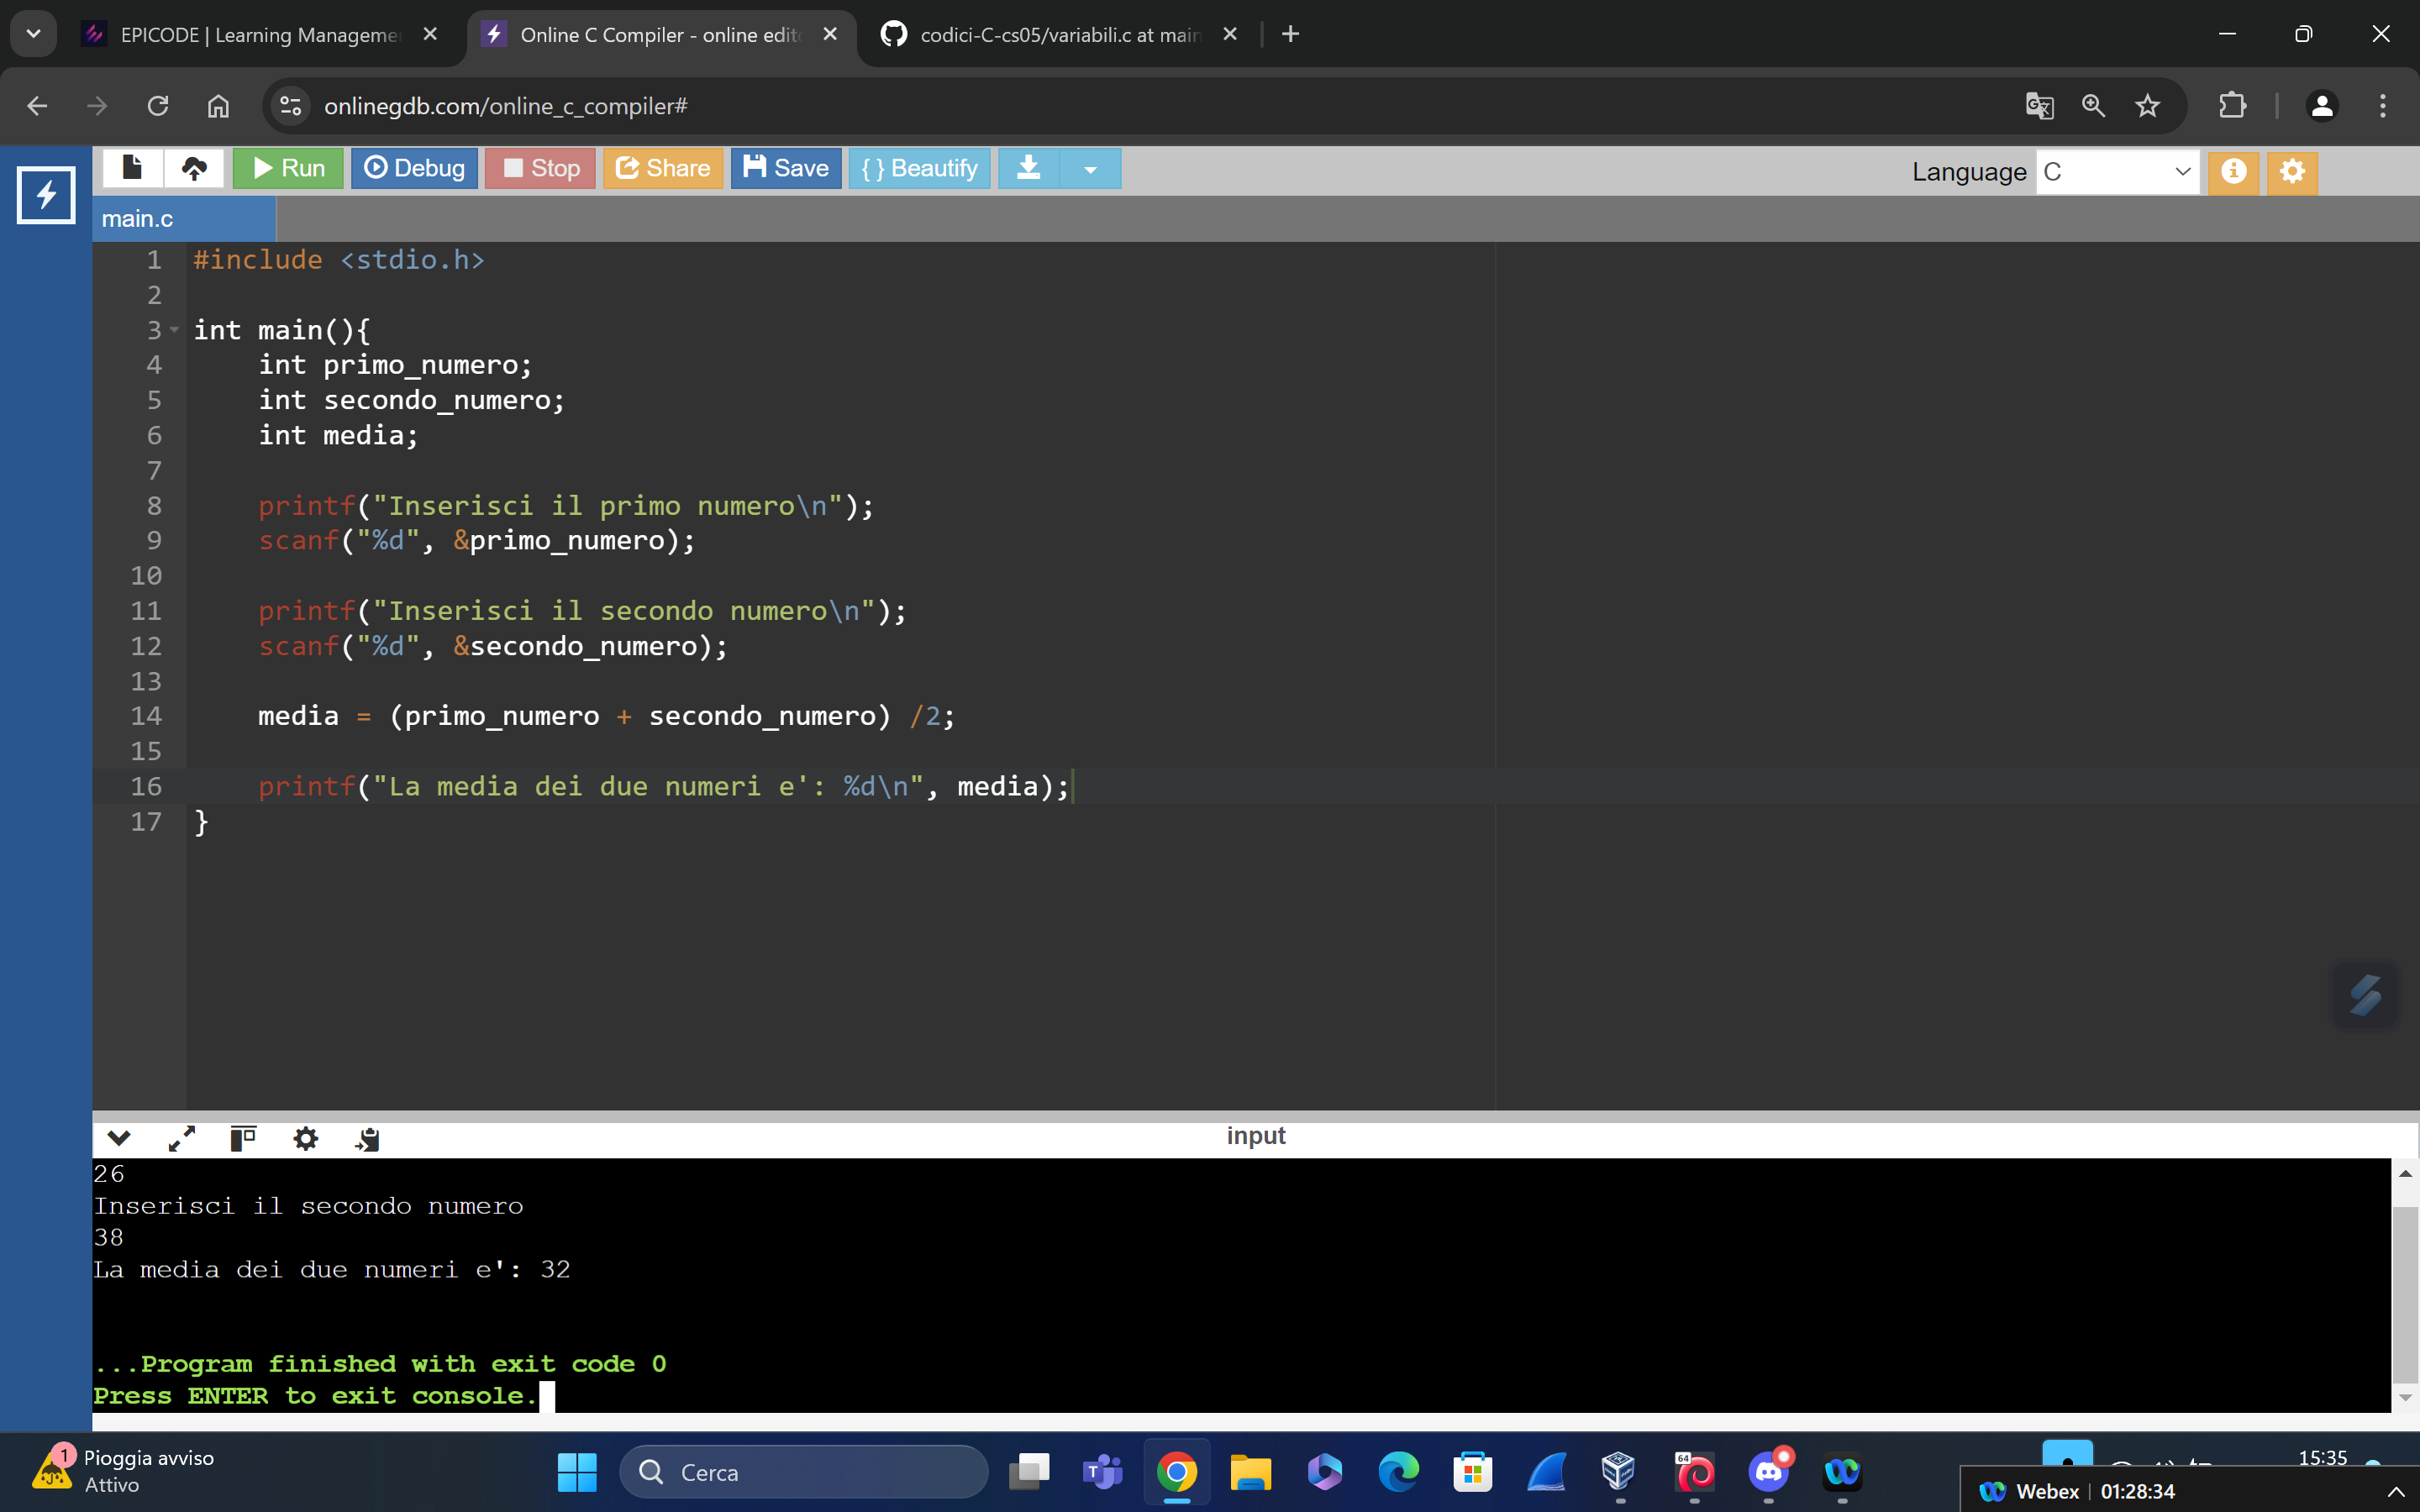 EPICODE | Learning Manageme
Online C Compiler - online edit
codici-C-cs05/variabili.c at main
onlinegdb.com/online_c_compiler#
Run
Debug
Stop
Share
Save
{ } Beautify
Language
C
main.c
1 #include <stdio.h>
2
3 int main(){
4 int primo_numero;
5 int secondo_numero;
6 int media;
7
8 printf("Inserisci il primo numero\n");
9 scanf("%d", &primo_numero);
10
11 printf("Inserisci il secondo numero\n");
12 scanf("%d", &secondo_numero);
13
14 media = (primo_numero + secondo_numero) /2;
15
16 printf("La media dei due numeri e': %d\n", media);
17 }
input
26
Inserisci il secondo numero
38
La media dei due numeri e': 32
...Program finished with exit code 0
Press ENTER to exit console.
1
Pioggia avviso
Attivo
Cerca
64
15:35
Webex | 01:28:34